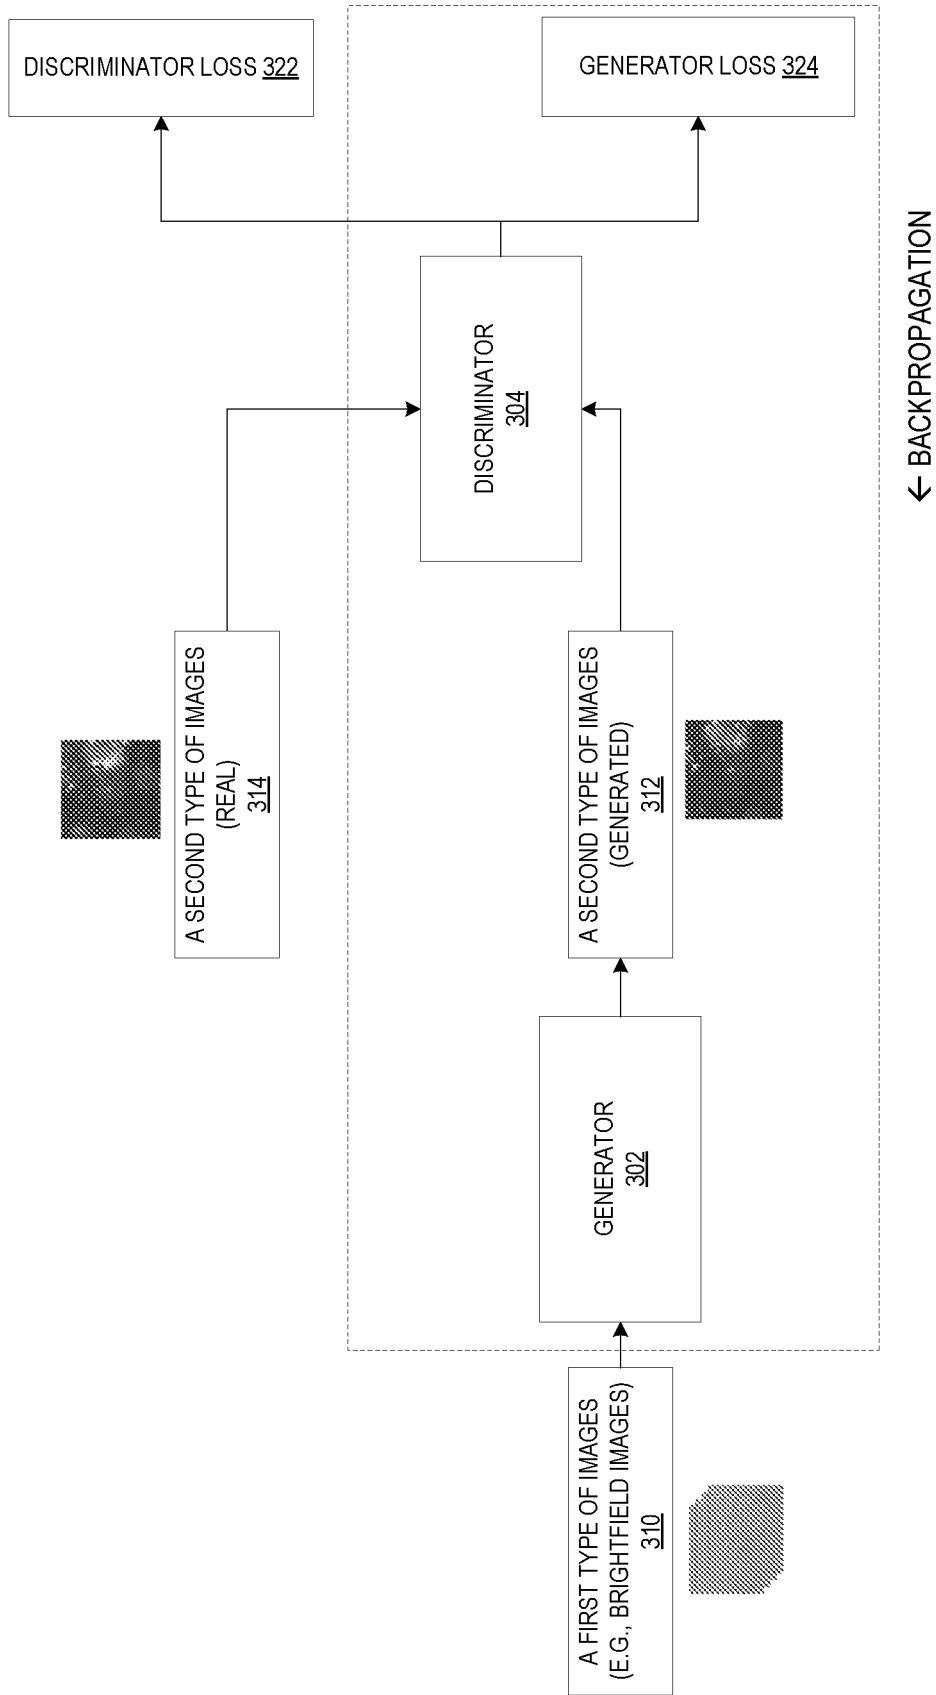 A FIRST TYPE OF IMAGES
(E.G., BRIGHTFIELD IMAGES)
310
GENERATOR
302
A SECOND TYPE OF IMAGES
(REAL)
314
A SECOND TYPE OF IMAGES
(GENERATED)
312
DISCRIMINATOR
304
DISCRIMINATOR LOSS 322
GENERATOR LOSS 324
← BACKPROPAGATION